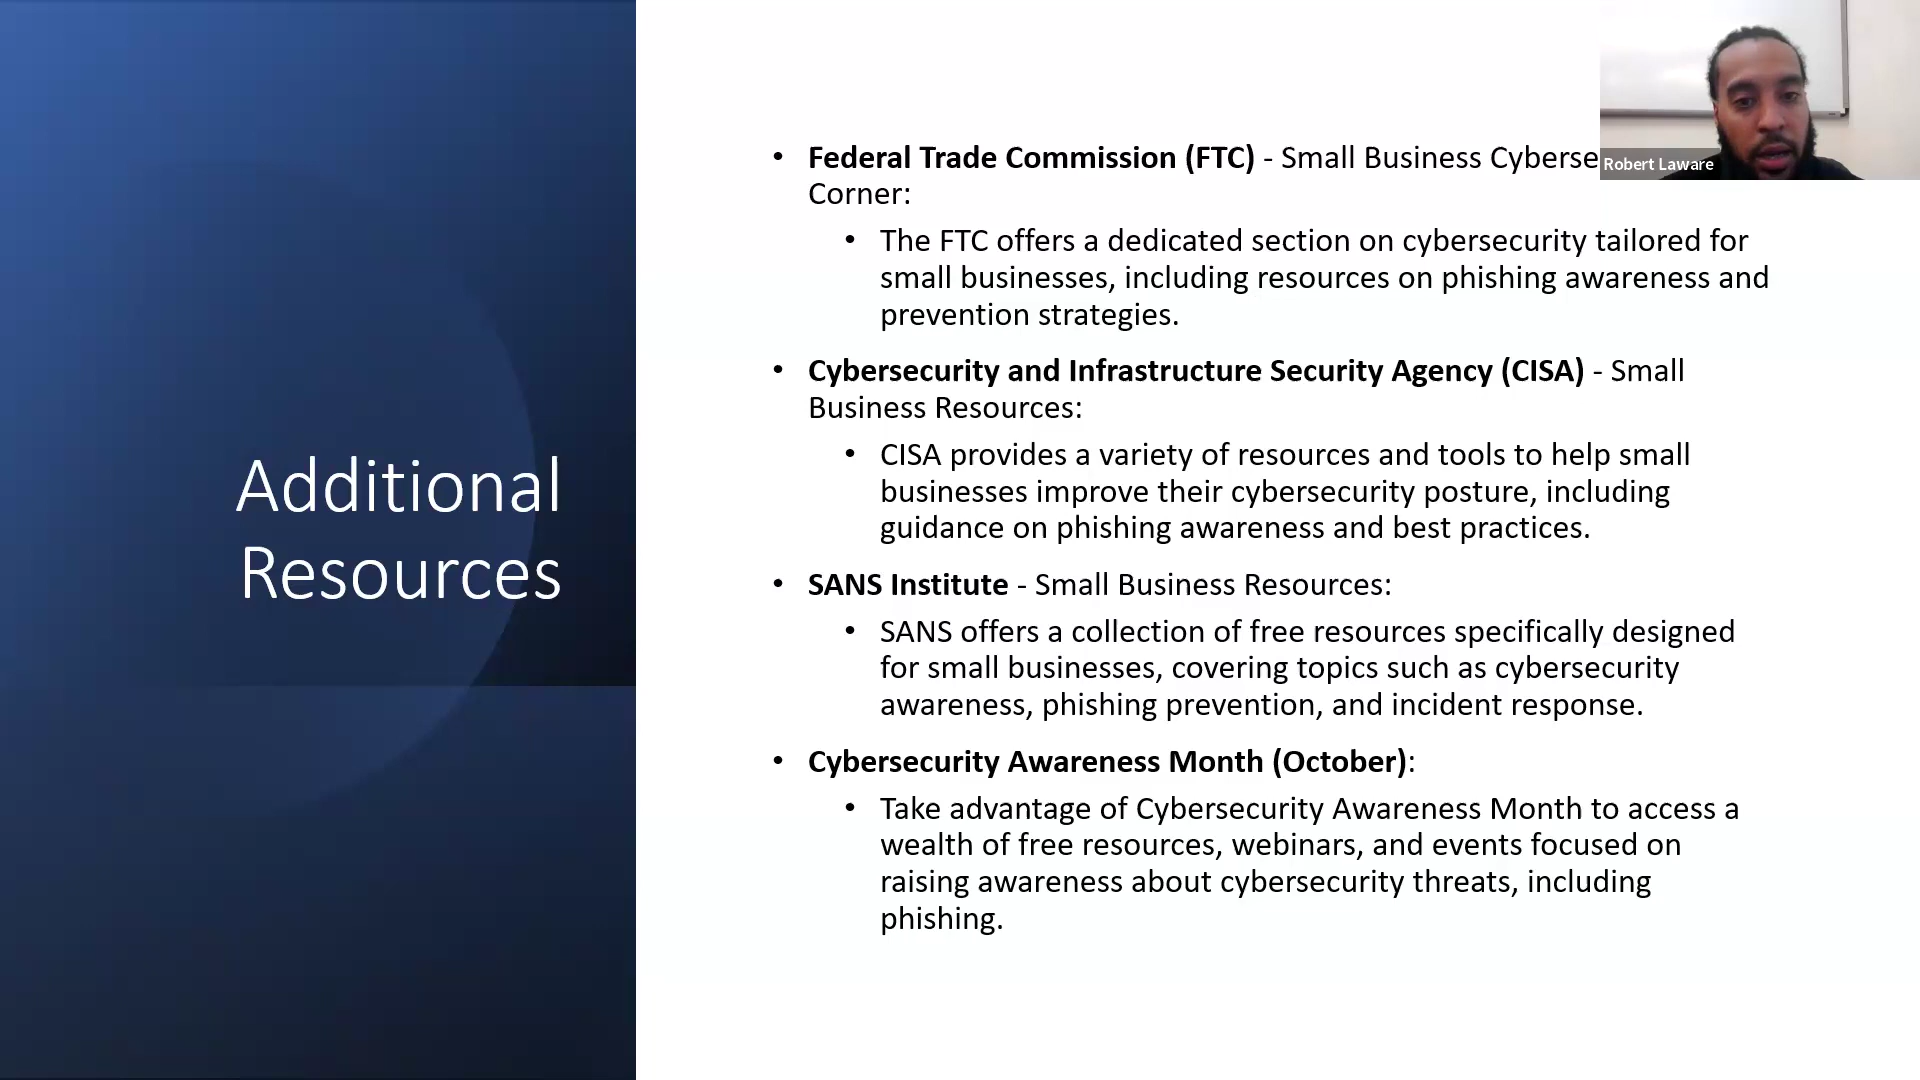 Additional
Resources
• Federal Trade Commission (FTC) - Small Business Cyberse
Corner:
• The FTC offers a dedicated section on cybersecurity tailored for
small businesses, including resources on phishing awareness and
prevention strategies.
• Cybersecurity and Infrastructure Security Agency (CISA) - Small
Business Resources:
• CISA provides a variety of resources and tools to help small
businesses improve their cybersecurity posture, including
guidance on phishing awareness and best practices.
• SANS Institute - Small Business Resources:
• SANS offers a collection of free resources specifically designed
for small businesses, covering topics such as cybersecurity
awareness, phishing prevention, and incident response.
• Cybersecurity Awareness Month (October):
• Take advantage of Cybersecurity Awareness Month to access a
wealth of free resources, webinars, and events focused on
raising awareness about cybersecurity threats, including
phishing.
Robert Laware